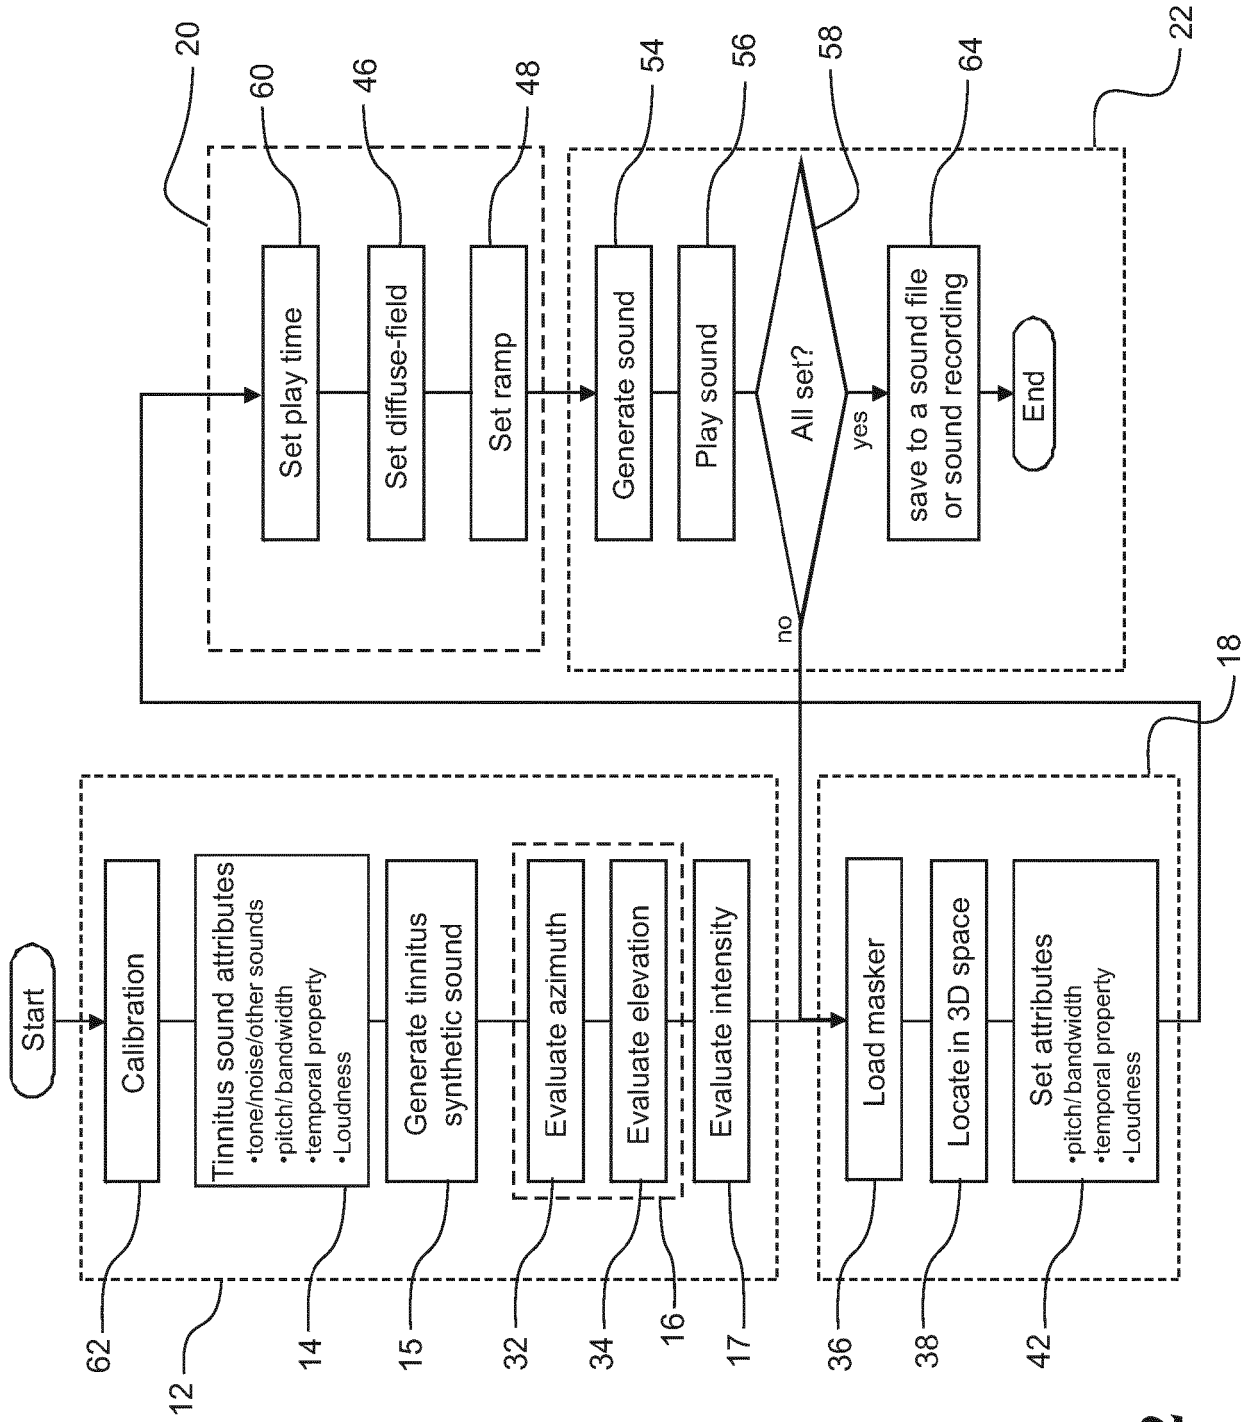 Start
Calibration
62
12
Tinnitus sound attributes
•tone/noise/other sounds
•pitch/ bandwidth
•temporal property
•Loudness
14
Generate tinnitus
synthetic sound
15
Evaluate azimuth
32
Evaluate elevation
34
16
Evaluate intensity
17
Load masker
36
Locate in 3D space
38
Set attributes
•pitch/ bandwidth
•temporal property
•Loudness
42
18
20
Set play time
60
Set diffuse-field
46
Set ramp
48
Generate sound
54
Play sound
56
All set?
58
no
yes
save to a sound file
or sound recording
64
End
22